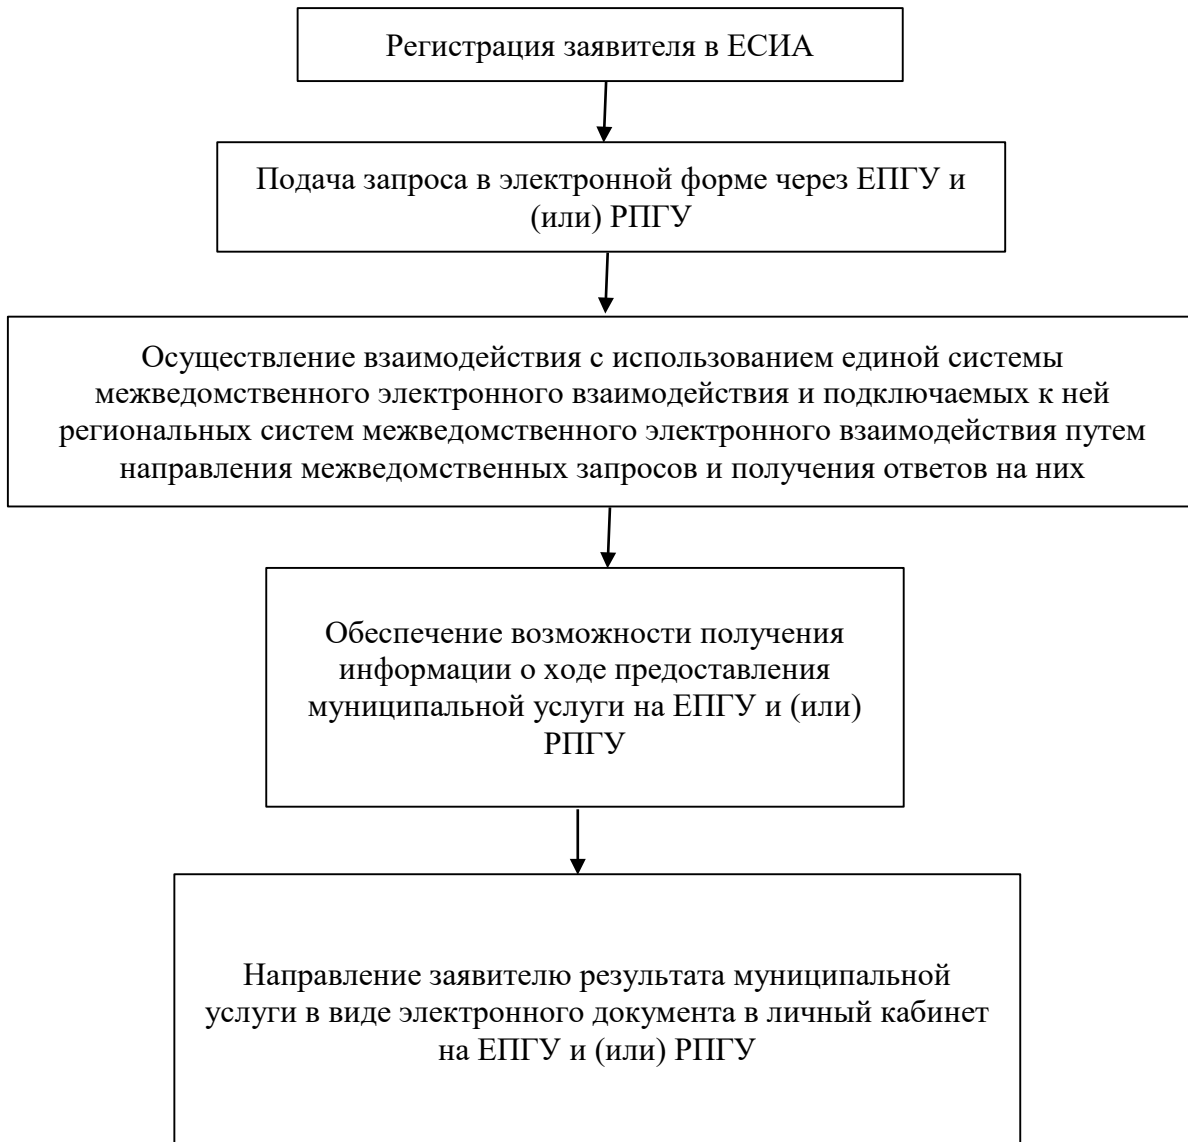 Регистрация заявителя в ЕСИА
Подача запроса в электронной форме через ЕПГУ и
(или) РПГУ
Осуществление взаимодействия с использованием единой системы
межведомственного электронного взаимодействия и подключаемых к ней
региональных систем межведомственного электронного взаимодействия путем
направления межведомственных запросов и получения ответов на них
Обеспечение возможности получения
информации о ходе предоставления
муниципальной услуги на ЕПГУ и (или)
РПГУ
Направление заявителю результата муниципальной
услуги в виде электронного документа в личный кабинет
на ЕПГУ и (или) РПГУ